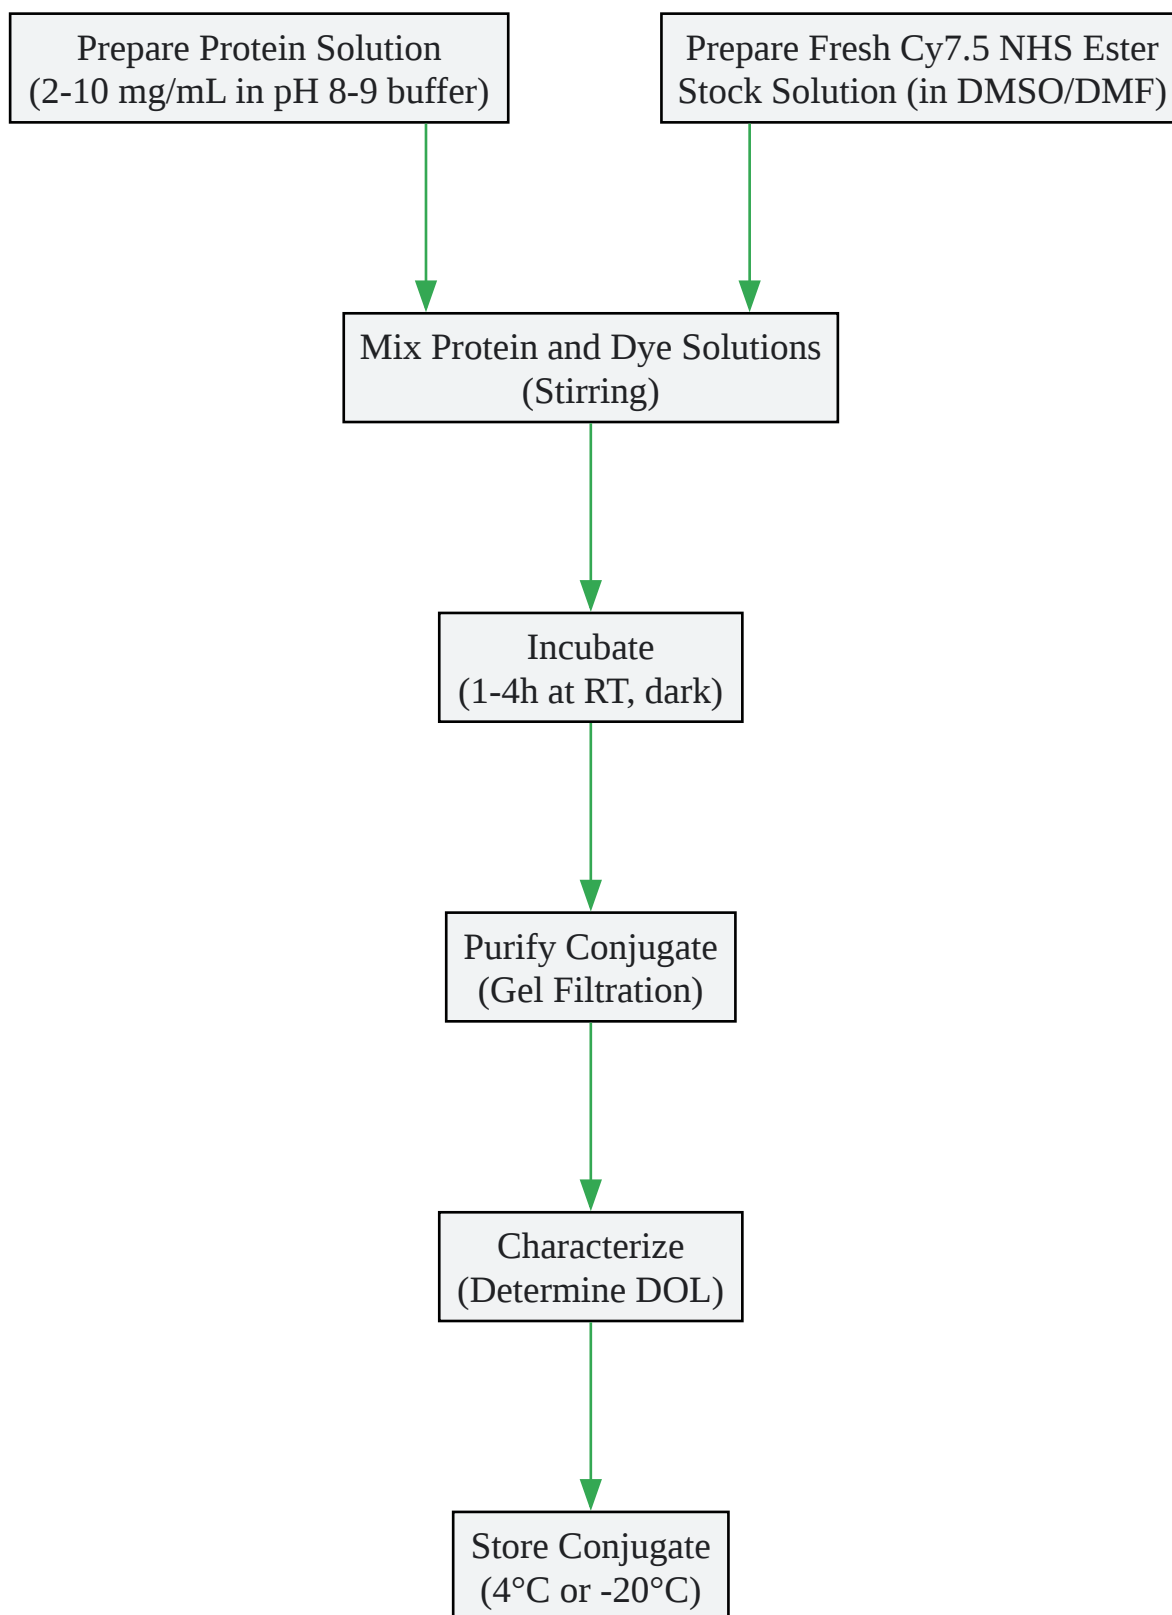 Prepare Protein Solution
(2-10 mg/mL in pH 8-9 buffer)
Prepare Fresh Cy7.5 NHS Ester
Stock Solution (in DMSO/DMF)
Mix Protein and Dye Solutions
(Stirring)
Incubate
(1-4h at RT, dark)
Purify Conjugate
(Gel Filtration)
Characterize
(Determine DOL)
Store Conjugate
(4°C or -20°C)